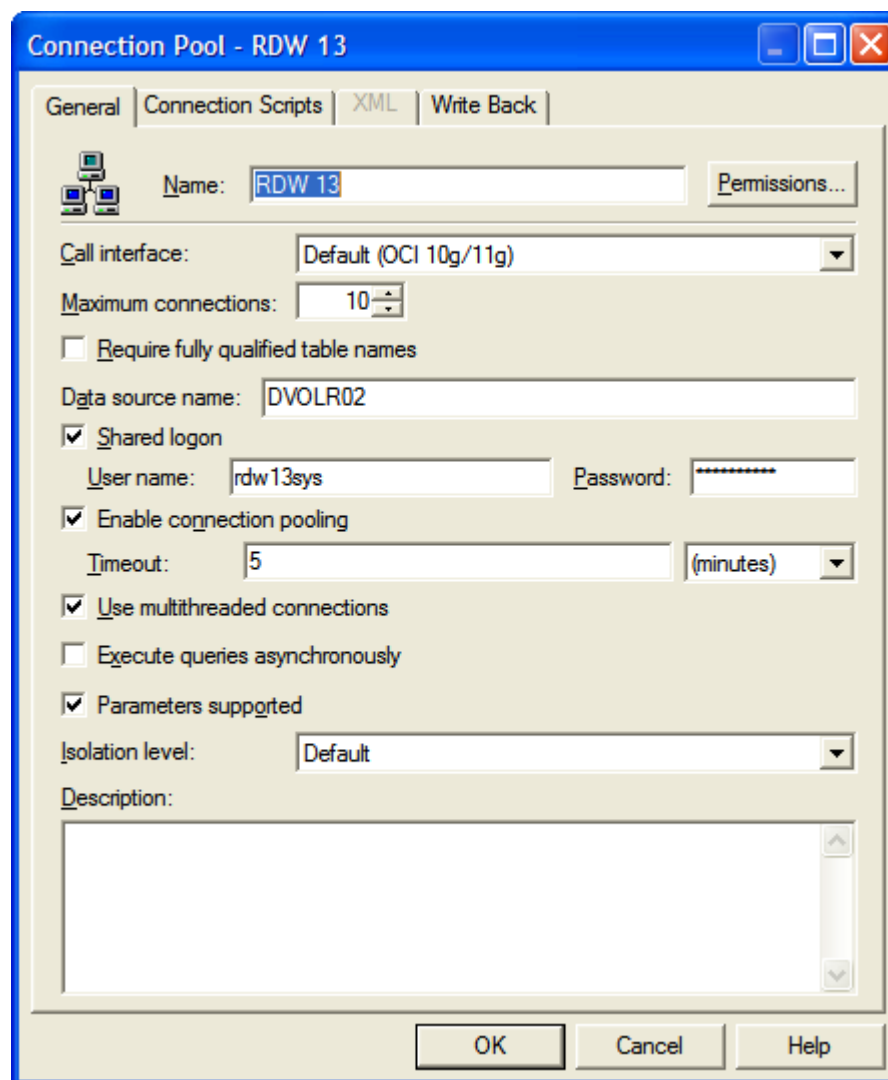 Connection Pool - RDW 13
General Connection Scripts XML Write Back
Name: RDW 13 Permissions...
Call interface: Default (OCI 10g/11g)
Maximum connections: 10
Require fully qualified table names
Data source name: DVOLR02
Shared logon
User name: rdw13sys Password: **********
Enable connection pooling
Timeout: 5 (minutes)
Use multithreaded connections
Execute queries asynchronously
Parameters supported
Isolation level: Default
Description:
OK Cancel Help